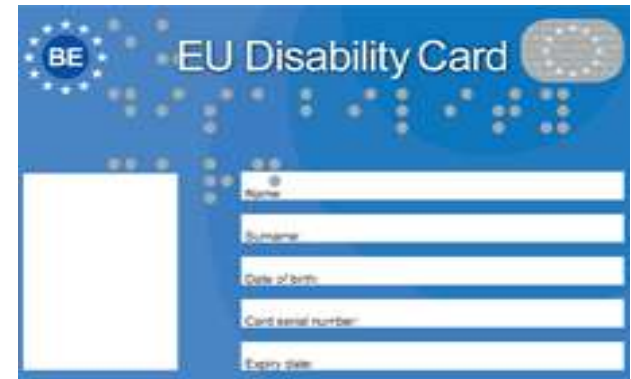 BE
EU Disability Card
Name
Surname
Date of birth
Card serial number
Expiry date